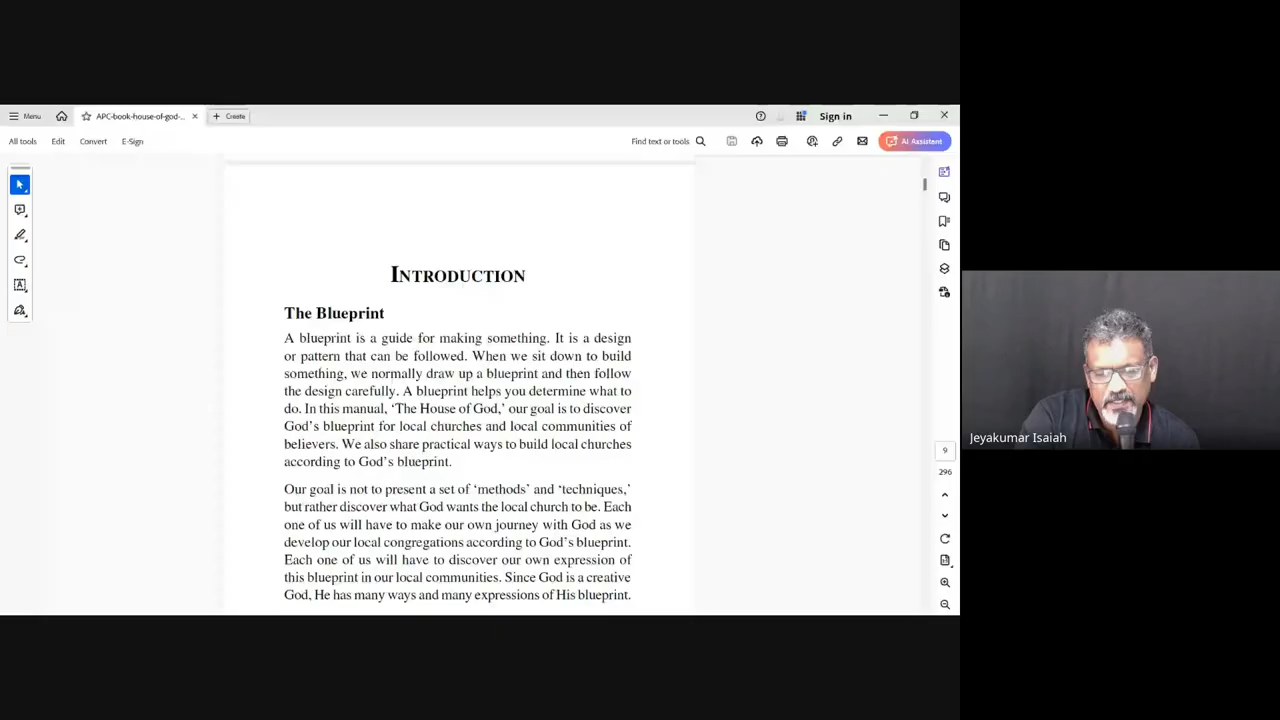 Menu
APC-book-house-of-god-...
Create
Sign in
All tools
Edit
Convert
E-Sign
Find text or tools
AI Assistant
INTRODUCTION
The Blueprint
A blueprint is a guide for making something. It is a design
or pattern that can be followed. When we sit down to build
something, we normally draw up a blueprint and then follow
the design carefully. A blueprint helps you determine what to
do. In this manual, ‘The House of God,’ our goal is to discover
God’s blueprint for local churches and local communities of
believers. We also share practical ways to build local churches
according to God’s blueprint.
Our goal is not to present a set of ‘methods’ and ‘techniques,’
but rather discover what God wants the local church to be. Each
one of us will have to make our own journey with God as we
develop our local congregations according to God’s blueprint.
Each one of us will have to discover our own expression of
this blueprint in our local communities. Since God is a creative
God, He has many ways and many expressions of His blueprint.
9
296
Jeyakumar Isaiah